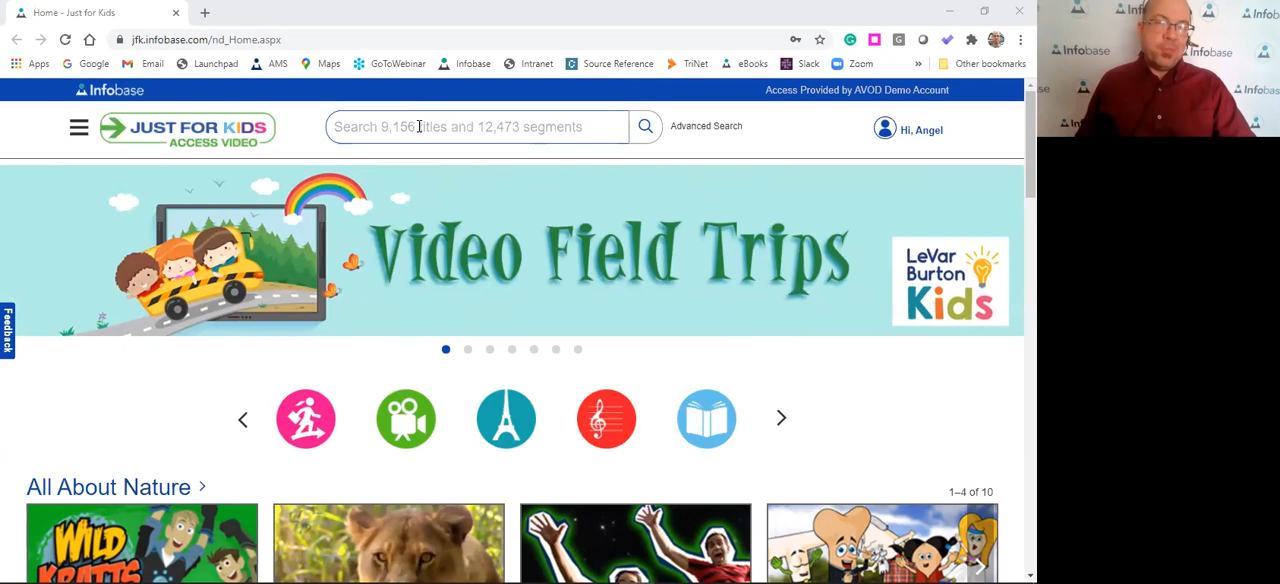 Home - Just for Kids
jfk.infobase.com/nd_Home.aspx
Apps Google Email Launchpad AMS Maps GoToWebinar Infobase Intranet Source Reference TriNet eBooks Slack Zoom » Other bookmarks
Infobase
Access Provided by AVOD Demo Account
JUST FOR KIDS
ACCESS VIDEO
Search 9,156 titles and 12,473 segments
Advanced Search
Hi, Angel
Video Field Trips
LeVar
Burton
Kids
Feedback
All About Nature >
1–4 of 10
WILD
KRATTS
Infobase
Infobase
Infobase
Infobase